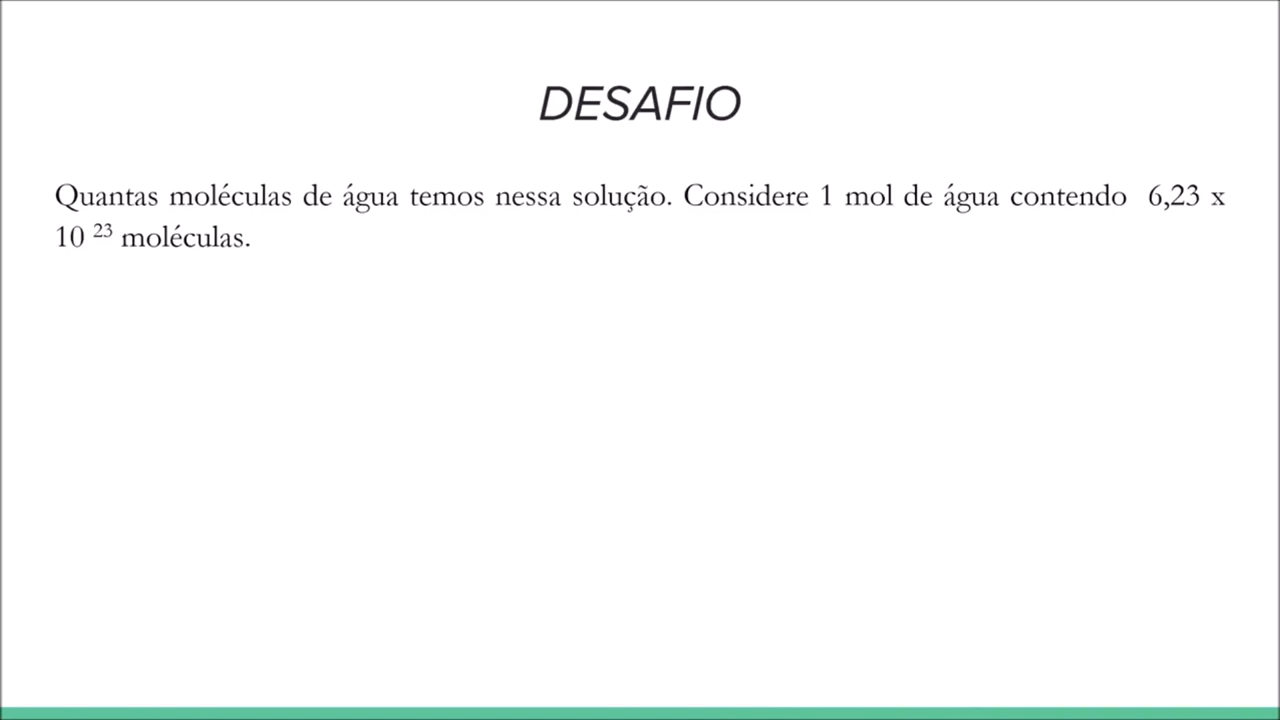 DESAFIO
Quantas moléculas de água temos nessa solução. Considere 1 mol de água contendo 6,23 x
10 ²³ moléculas.